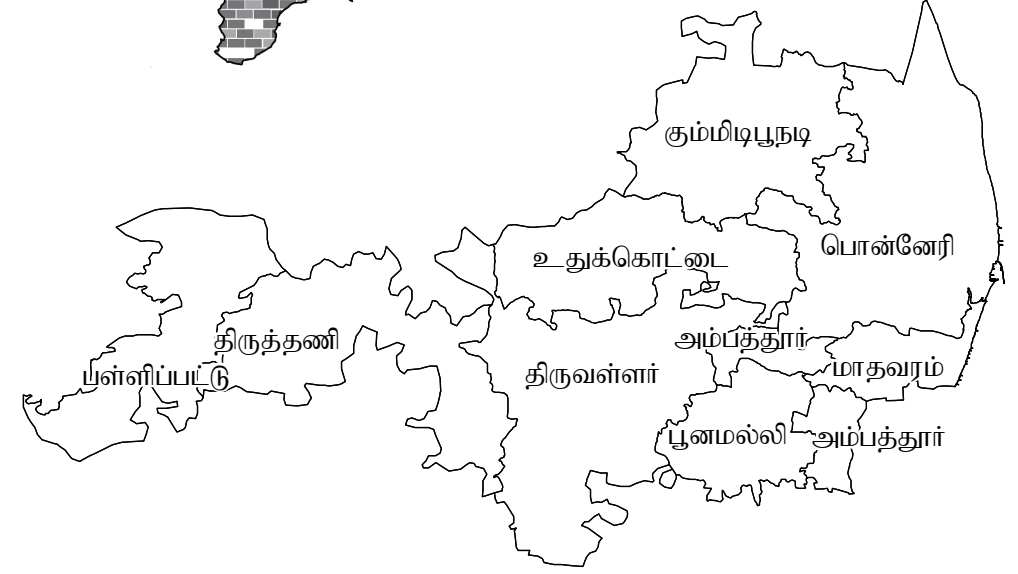 கும்மிடிபூநடி
பொன்னேரி
உதுக்கொட்டை
திருத்தணி
அம்பத்தூர்
மாதவரம்
பள்ளிப்பட்டு
திருவள்ளர்
பூனமல்லி
அம்பத்தூர்